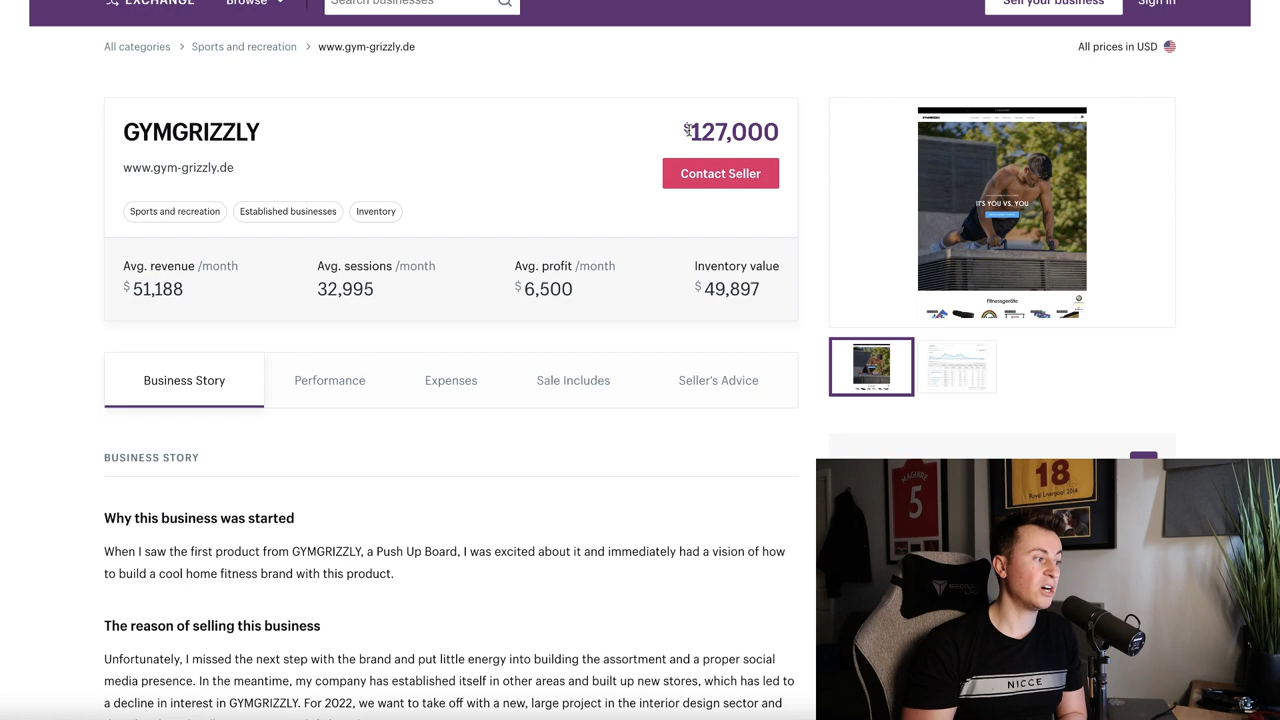 EXCHANGE
Browse
Search businesses
Sell your business
Sign in
All categories > Sports and recreation > www.gym-grizzly.de
All prices in USD
GYMGRIZZLY
$127,000
www.gym-grizzly.de
Contact Seller
Sports and recreation
Established businesses
Inventory
Avg. revenue /month
Avg. sessions /month
Avg. profit /month
Inventory value
$51,188
32,995
$6,500
$49,897
IT'S YOU VS. YOU
Fitnessgeräte
Business Story
Performance
Expenses
Sale Includes
Seller's Advice
BUSINESS STORY
Why this business was started
When I saw the first product from GYMGRIZZLY, a Push Up Board, I was excited about it and immediately had a vision of how
to build a cool home fitness brand with this product.
The reason of selling this business
Unfortunately, I missed the next step with the brand and put little energy into building the assortment and a proper social
media presence. In the meantime, my company has established itself in other areas and built up new stores, which has led to
a decline in interest in GYMGRIZZLY. For 2022, we want to take off with a new, large project in the interior design sector and
MAGUIRE
5
18
Royal Liverpool 2014
NICCE